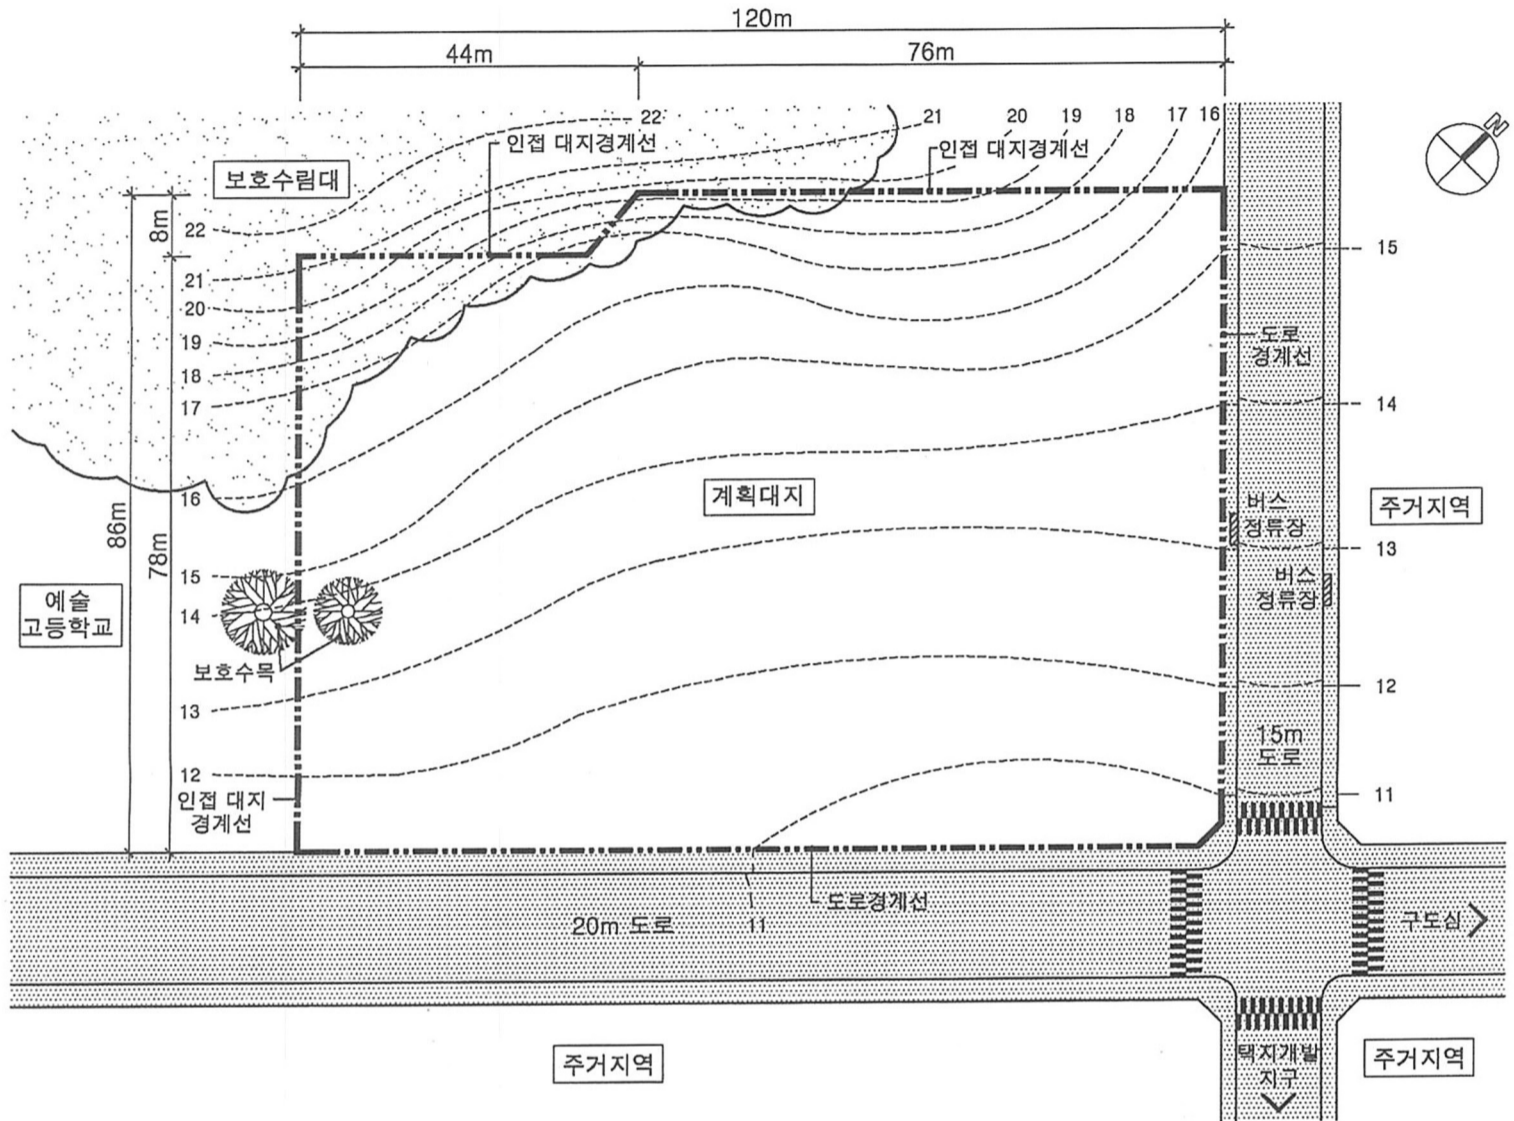 120m
44m
76m
22
21
20
19
18
17
16
인접 대지경계선
인접 대지경계선
N
보호수림대
8m
22
21
20
19
18
17
16
15
14
13
12
86m
78m
15
14
13
12
11
도로
경계선
계획대지
버스
정류장
버스
정류장
주거지역
예술
고등학교
보호수목
인접 대지
경계선
15m
도로
도로경계선
20m 도로
11
구도심
택지개발
지구
주거지역
주거지역